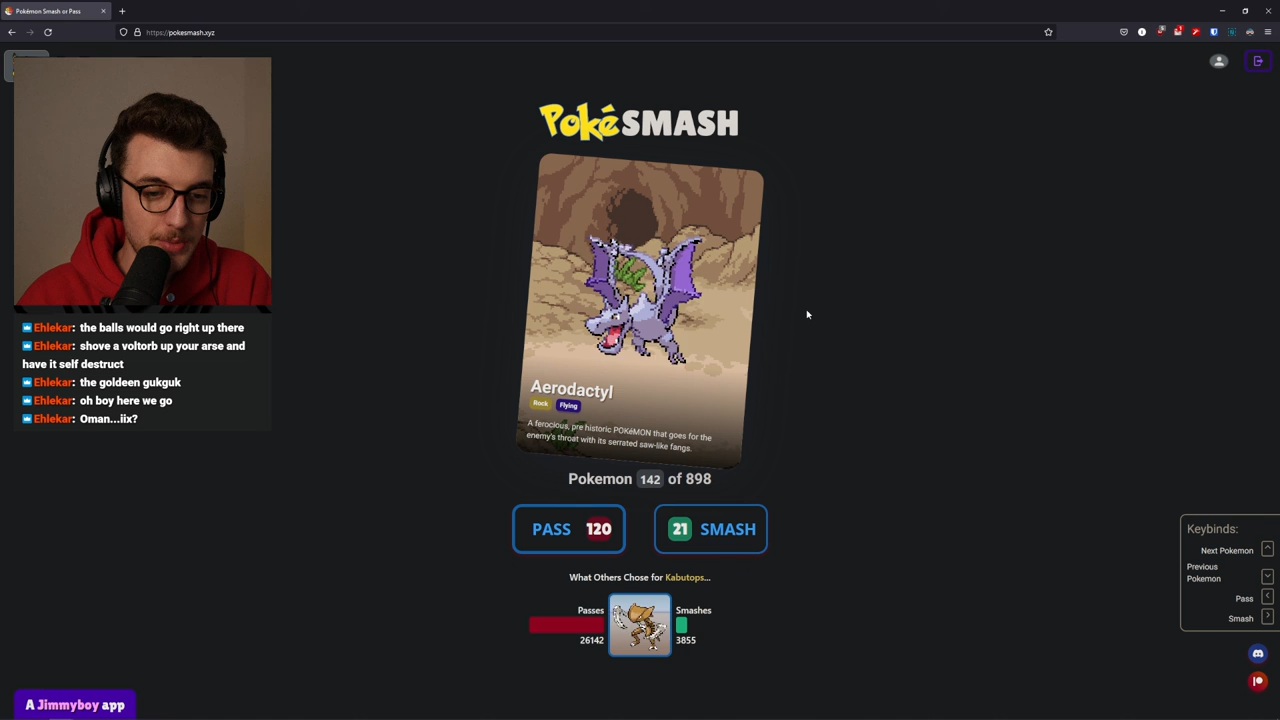 Pokémon Smash or Pass
https://pokesmash.xyz
PokéSMASH
Ehlekar: the balls would go right up there
Ehlekar: shove a voltorb up your arse and
have it self destruct
Ehlekar: the goldeen gukguk
Ehlekar: oh boy here we go
Ehlekar: Oman...iix?
Aerodactyl
Rock Flying
A ferocious, pre historic POKéMON that goes for the
enemy's throat with its serrated saw-like fangs.
Pokemon 142 of 898
PASS 120
21 SMASH
What Others Chose for Kabutops...
Passes
26142
Smashes
3855
Keybinds:
Next Pokemon
Previous
Pokemon
Pass
Smash
A Jimmyboy app